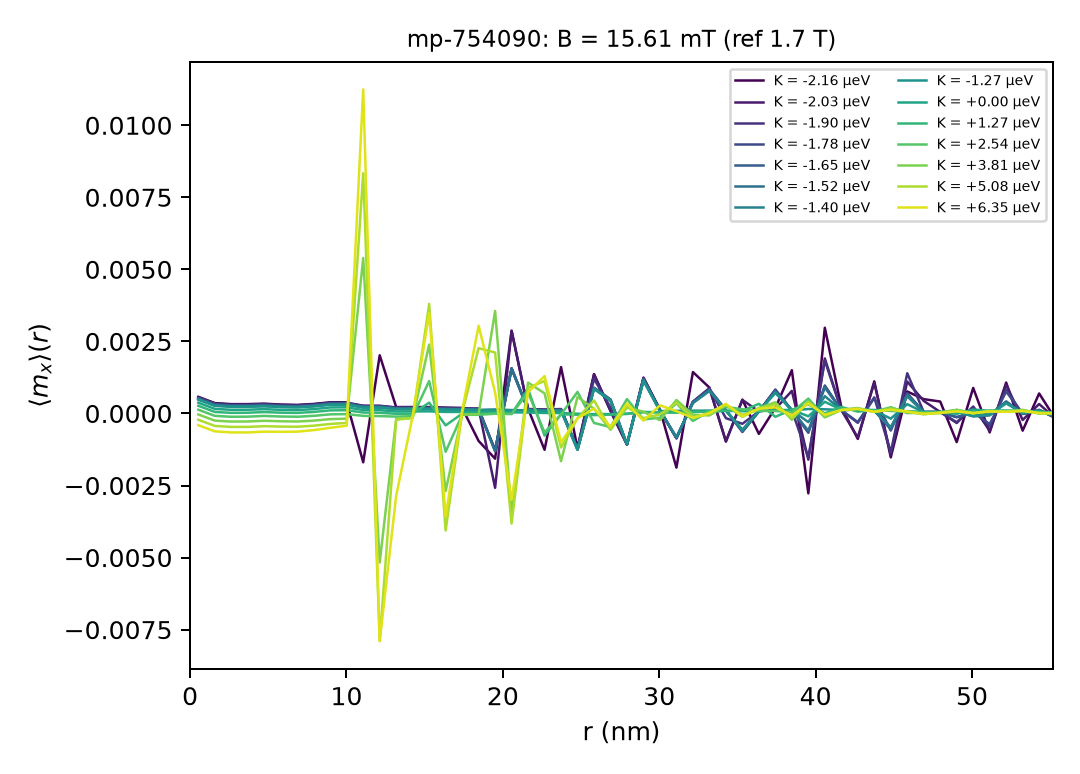 mp-754090: B = 15.61 mT (ref 1.7 T)
K = -2.16 μeV
K = -2.03 μeV
K = -1.90 μeV
K = -1.78 μeV
K = -1.65 μeV
K = -1.52 μeV
K = -1.40 μeV
K = -1.27 μeV
K = +0.00 μeV
K = +1.27 μeV
K = +2.54 μeV
K = +3.81 μeV
K = +5.08 μeV
K = +6.35 μeV
⟨mₓ⟩(r)
0.0100
0.0075
0.0050
0.0025
0.0000
−0.0025
−0.0050
−0.0075
0 10 20 30 40 50
r (nm)